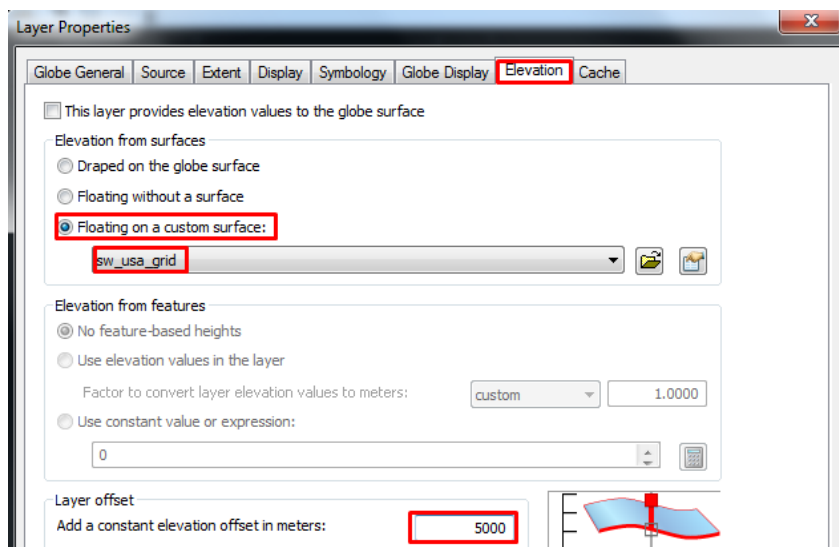 Layer Properties
Globe General Source Extent Display Symbology Globe Display Elevation Cache
This layer provides elevation values to the globe surface
Elevation from surfaces
Draped on the globe surface
Floating without a surface
Floating on a custom surface:
sw_usa_grid
Elevation from features
No feature-based heights
Use elevation values in the layer
Factor to convert layer elevation values to meters: custom 1.0000
Use constant value or expression:
0
Layer offset
Add a constant elevation offset in meters: 5000